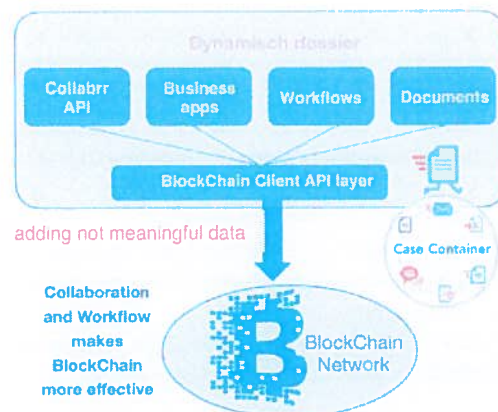 Dynamisch dossier
Collabrr
API
Business
apps
Workflows
Documents
BlockChain Client API layer
adding not meaningful data
Case Container
Collaboration
and Workflow
makes
BlockChain
more effective
BlockChain
Network